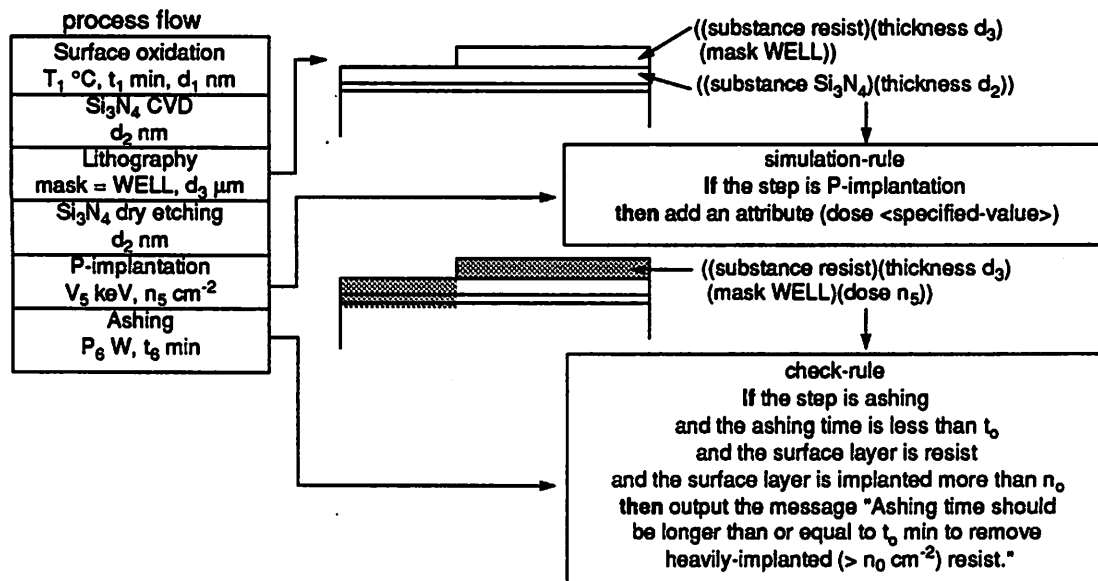 process flow
Surface oxidation
T₁ °C, t₁ min, d₁ nm
Si₃N₄ CVD
d₂ nm
Lithography
mask = WELL, d₃ μm
Si₃N₄ dry etching
d₂ nm
P-implantation
V₅ keV, n₅ cm⁻²
Ashing
P₆ W, t₆ min
((substance resist)(thickness d₃)
(mask WELL))
((substance Si₃N₄)(thickness d₂))
simulation-rule
If the step is P-implantation
then add an attribute (dose <specified-value>)
((substance resist)(thickness d₃)
(mask WELL)(dose n₅))
check-rule
If the step is ashing
and the ashing time is less than tₒ
and the surface layer is resist
and the surface layer is implanted more than nₒ
then output the message "Ashing time should
be longer than or equal to tₒ min to remove
heavily-implanted (> n₀ cm⁻²) resist."